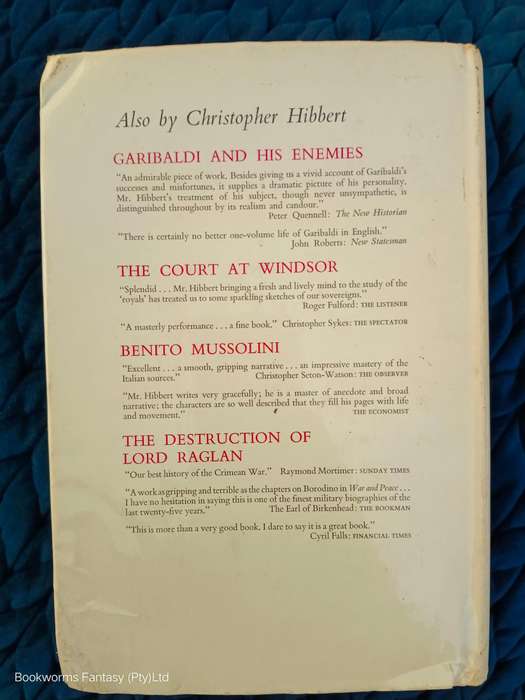 Also by Christopher Hibbert
GARIBALDI AND HIS ENEMIES
"An admirable piece of work. Besides giving us a vivid account of Garibaldi's
successes and misfortunes, it supplies a dramatic picture of his personality.
Mr. Hibbert's treatment of his subject, though never unsympathetic, is
distinguished throughout by its realism and candour."
Peter Quennell: The New Historian
"There is certainly no better one-volume life of Garibaldi in English."
John Roberts: New Statesman
THE COURT AT WINDSOR
"Splendid . . . Mr. Hibbert bringing a fresh and lively mind to the study of the
'royals' has treated us to some sparkling sketches of our sovereigns."
Roger Fulford: THE LISTENER
"A masterly performance . . . a fine book." Christopher Sykes: THE SPECTATOR
BENITO MUSSOLINI
"Excellent . . . a smooth, gripping narrative . . . an impressive mastery of the
Italian sources." Christopher Seton-Watson: THE OBSERVER
"Mr. Hibbert writes very gracefully; he is a master of anecdote and broad
narrative; the characters are so well described that they fill his pages with life
and movement." THE ECONOMIST
THE DESTRUCTION OF
LORD RAGLAN
"Our best history of the Crimean War." Raymond Mortimer: SUNDAY TIMES
"A work as gripping and terrible as the chapters on Borodino in War and Peace . . .
I have no hesitation in saying this is one of the finest military biographies of the
last twenty-five years." The Earl of Birkenhead: THE BOOKMAN
"This is more than a very good book. I dare to say it is a great book."
Cyril Falls: FINANCIAL TIMES
Bookworms Fantasy (Pty)Ltd